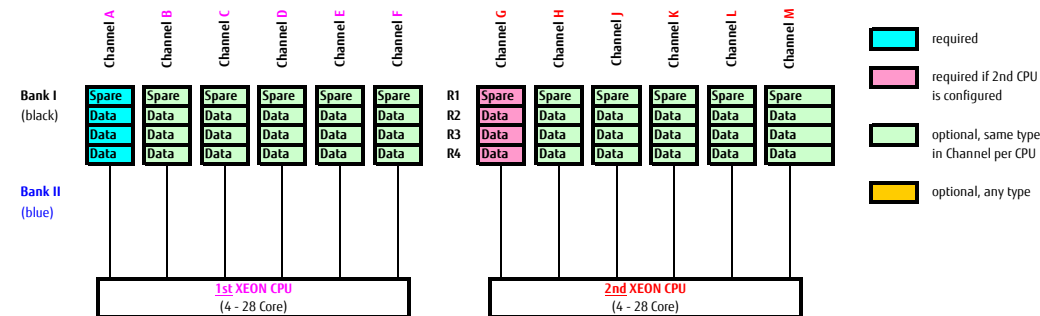 Channel A
Channel B
Channel C
Channel D
Channel E
Channel F
Channel G
Channel H
Channel J
Channel K
Channel L
Channel M
Bank I
(black)
Spare Spare Spare Spare Spare Spare R1 Spare Spare Spare Spare Spare Spare
Data Data Data Data Data Data R2 Data Data Data Data Data Data
Data Data Data Data Data Data R3 Data Data Data Data Data Data
Data Data Data Data Data Data R4 Data Data Data Data Data Data
Bank II
(blue)
1st XEON CPU
(4 - 28 Core)
2nd XEON CPU
(4 - 28 Core)
required
required if 2nd CPU
is configured
optional, same type
in Channel per CPU
optional, any type